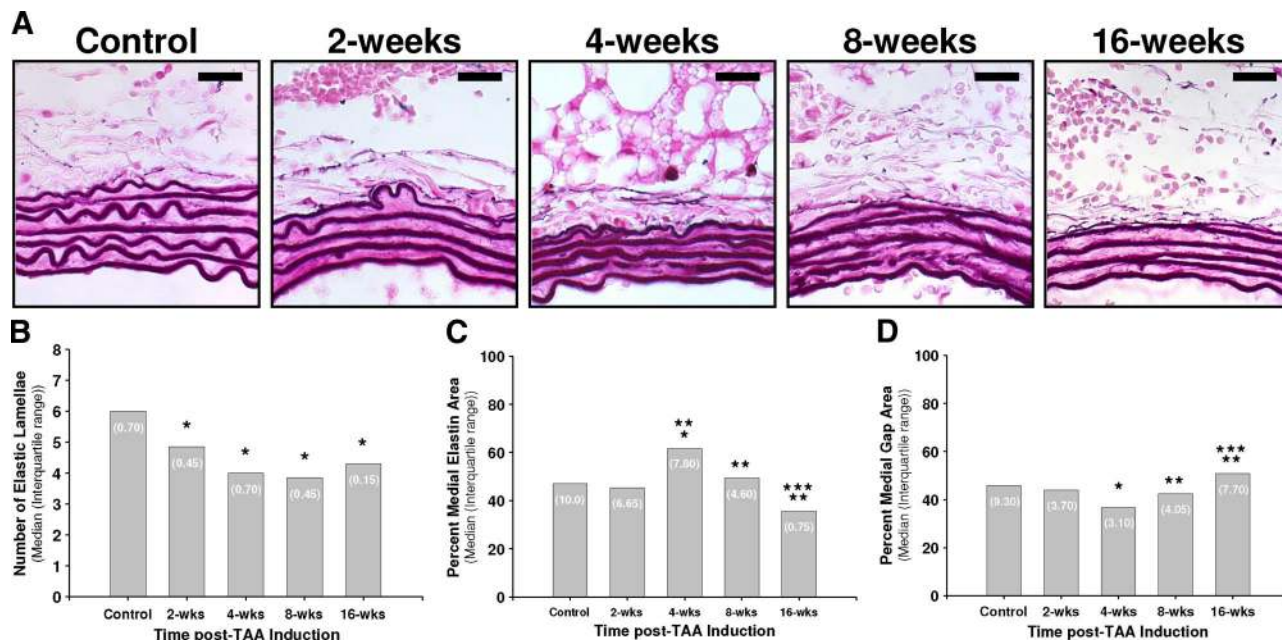 A
Control
2-weeks
4-weeks
8-weeks
16-weeks
B
Number of Elastic Lamellae
(Median (Interquartile range))
8
7
6
5
4
3
2
1
0
(0.70)
*
(0.45)
*
(0.70)
*
(0.45)
*
(0.15)
Control
2-wks
4-wks
8-wks
16-wks
Time post-TAA Induction
C
Percent Medial Elastin Area
(Median (Interquartile range))
100
80
60
40
20
0
(10.0)
(6.65)
**
*
(7.80)
**
(4.60)
***
**
(0.75)
Control
2-wks
4-wks
8-wks
16-wks
Time post-TAA Induction
D
Percent Medial Gap Area
(Median (Interquartile range))
100
80
60
40
20
0
(9.30)
(3.70)
*
(3.10)
**
(4.05)
***
**
(7.70)
Control
2-wks
4-wks
8-wks
16-wks
Time post-TAA Induction